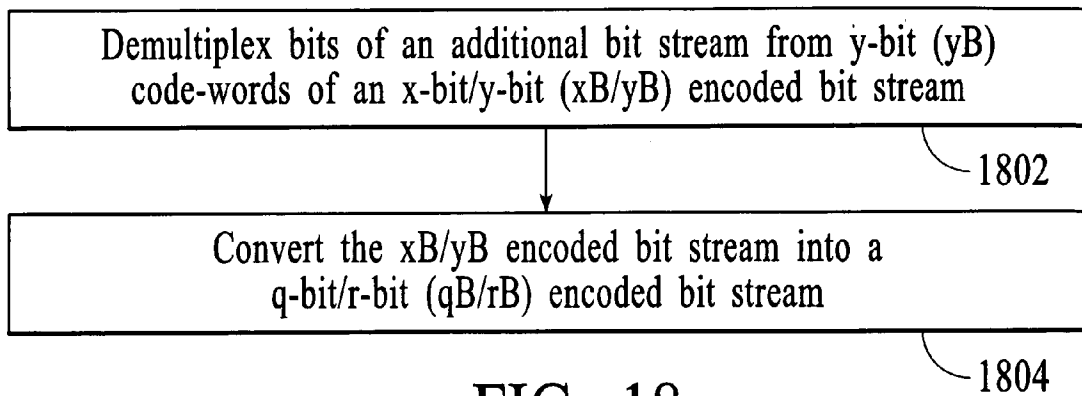 Demultiplex bits of an additional bit stream from y-bit (yB)
code-words of an x-bit/y-bit (xB/yB) encoded bit stream
1802
Convert the xB/yB encoded bit stream into a
q-bit/r-bit (qB/rB) encoded bit stream
1804
FIG. 18